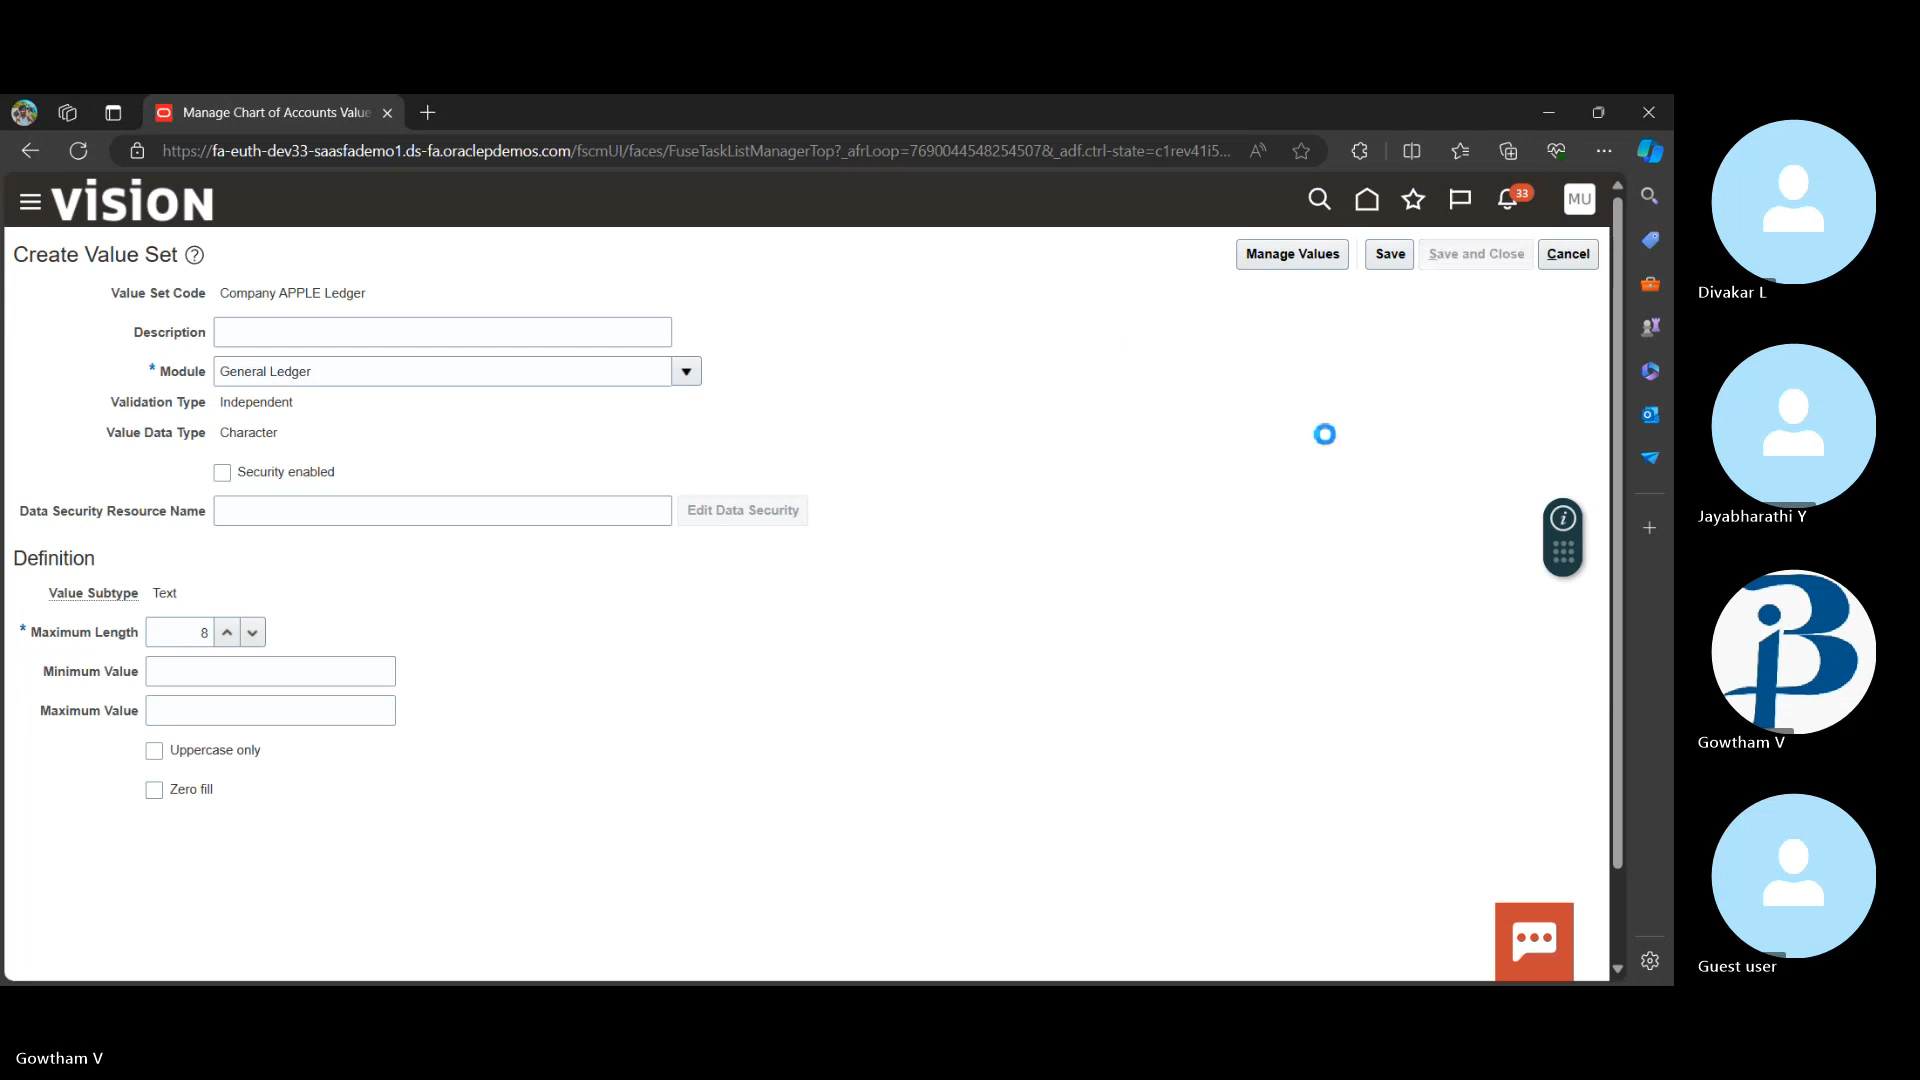 Manage Chart of Accounts Value
https://fa-euth-dev33-saasfademo1.ds-fa.oraclepdemos.com/fscmUI/faces/FuseTaskListManagerTop?_afrLoop=7690044548254507&_adf.ctrl-state=c1rev41i5...
VISION
33
MU
Create Value Set
Manage Values
Save
Save and Close
Cancel
Value Set Code Company APPLE Ledger
Description
* Module General Ledger
Validation Type Independent
Value Data Type Character
Security enabled
Data Security Resource Name
Edit Data Security
Definition
Value Subtype Text
* Maximum Length 8
Minimum Value
Maximum Value
Uppercase only
Zero fill
Divakar L
Jayabharathi Y
Gowtham V
Guest user
Gowtham V